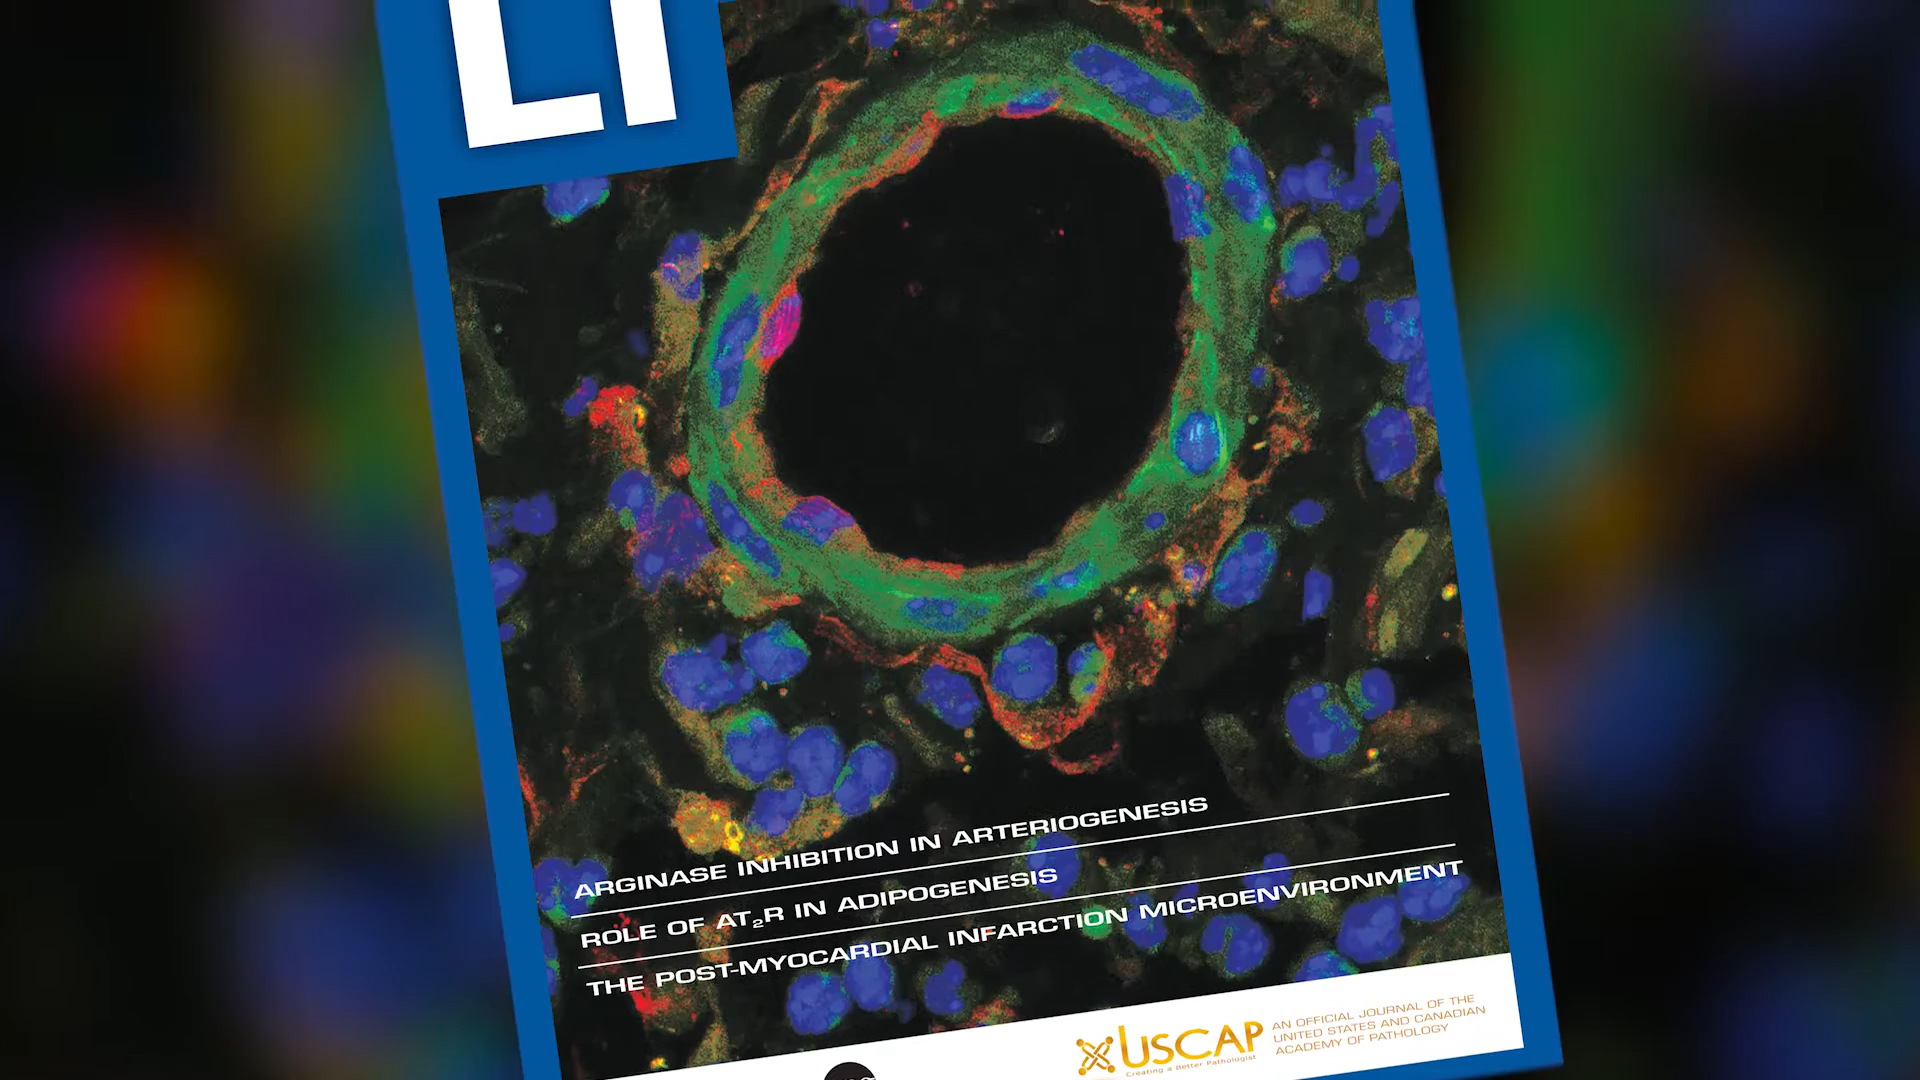 LI
ARGINASE INHIBITION IN ARTERIOGENESIS
ROLE OF AT₂R IN ADIPOGENESIS
THE POST-MYOCARDIAL INFARCTION MICROENVIRONMENT
USCAP
Creating a Better Pathologist
AN OFFICIAL JOURNAL OF THE
UNITED STATES AND CANADIAN
ACADEMY OF PATHOLOGY